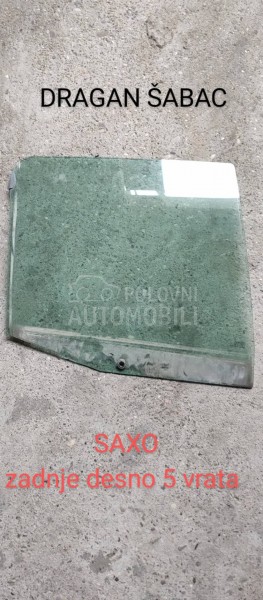 DRAGAN ŠABAC
POLOVNI
AUTOMOBILI
SAXO
zadnje desno 5 vrata